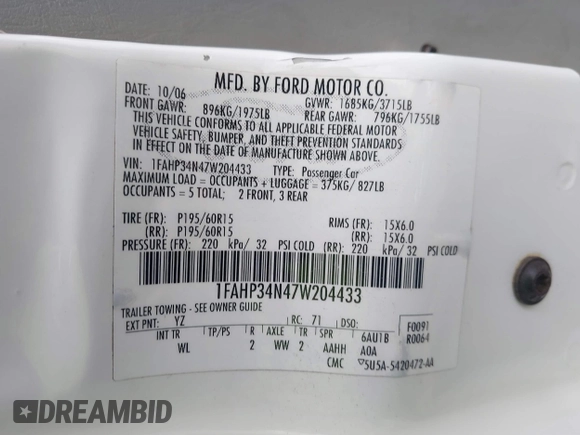 MFD. BY FORD MOTOR CO.
DATE: 10/06 GVWR: 1685KG/3715LB
FRONT GAWR: 896KG/1975LB REAR GAWR: 796KG/1755LB
THIS VEHICLE CONFORMS TO ALL APPLICABLE FEDERAL MOTOR
VEHICLE SAFETY, BUMPER, AND THEFT PREVENTION STANDARDS
IN EFFECT ON THE DATE OF MANUFACTURE SHOWN ABOVE
VIN: 1FAHP34N47W204433 TYPE: Passenger Car
MAXIMUM LOAD = OCCUPANTS + LUGGAGE = 375KG/ 827LB
OCCUPANTS = 5 TOTAL; 2 FRONT, 3 REAR
TIRE (FR): P195/60R15 RIMS (FR): 15X6.0
(RR): P195/60R15 (RR): 15X6.0
PRESSURE (FR): 220 kPa/ 32 PSI COLD (RR): 220 kPa/ 32 PSI COLD
1FAHP34N47W204433
TRAILER TOWING - SEE OWNER GUIDE
EXT PNT: YZ RC: 71 DSO: F0091
INT TR TP/PS R AXLE TR SPR 6AU1B R0064
WL 2 WW 2 AAHH A0A
CMC 5U5A-5420472-AA
DREAMBID